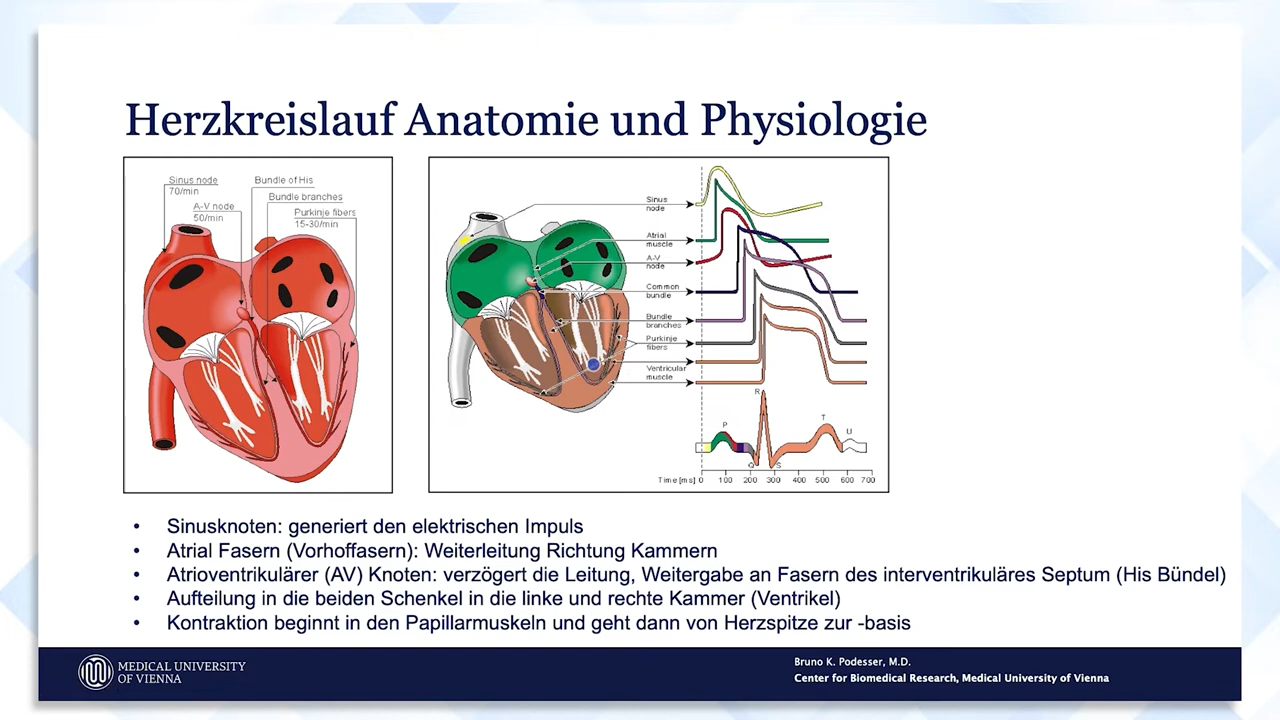 Herzkreislauf Anatomie und Physiologie
Sinus node
70/min
A-V node
50/min
Bundle of His
Bundle branches
Purkinje fibers
15-30/min
Sinus
node
Atrial
muscle
A-V
node
Common
bundle
Bundle
branches
Purkinje
fibers
Ventricular
muscle
R
P
T
U
Q
S
Time [ms] 0 100 200 300 400 500 600 700
• Sinusknoten: generiert den elektrischen Impuls
• Atrial Fasern (Vorhoffasern): Weiterleitung Richtung Kammern
• Atrioventrikulärer (AV) Knoten: verzögert die Leitung, Weitergabe an Fasern des interventrikuläres Septum (His Bündel)
• Aufteilung in die beiden Schenkel in die linke und rechte Kammer (Ventrikel)
• Kontraktion beginnt in den Papillarmuskeln und geht dann von Herzspitze zur -basis
MEDICAL UNIVERSITY
OF VIENNA
Bruno K. Podesser, M.D.
Center for Biomedical Research, Medical University of Vienna